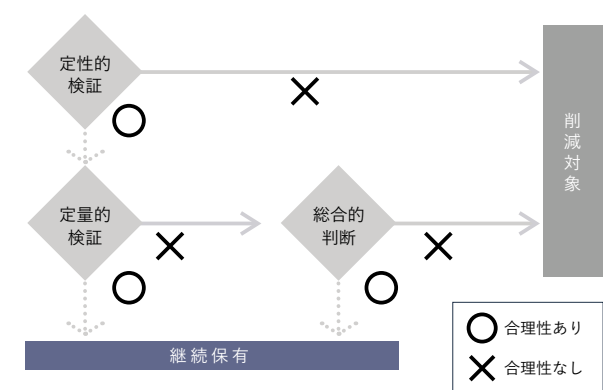 定性的
検証
削減対象
定量的
検証
総合的
判断
継続保有
合理性あり
合理性なし